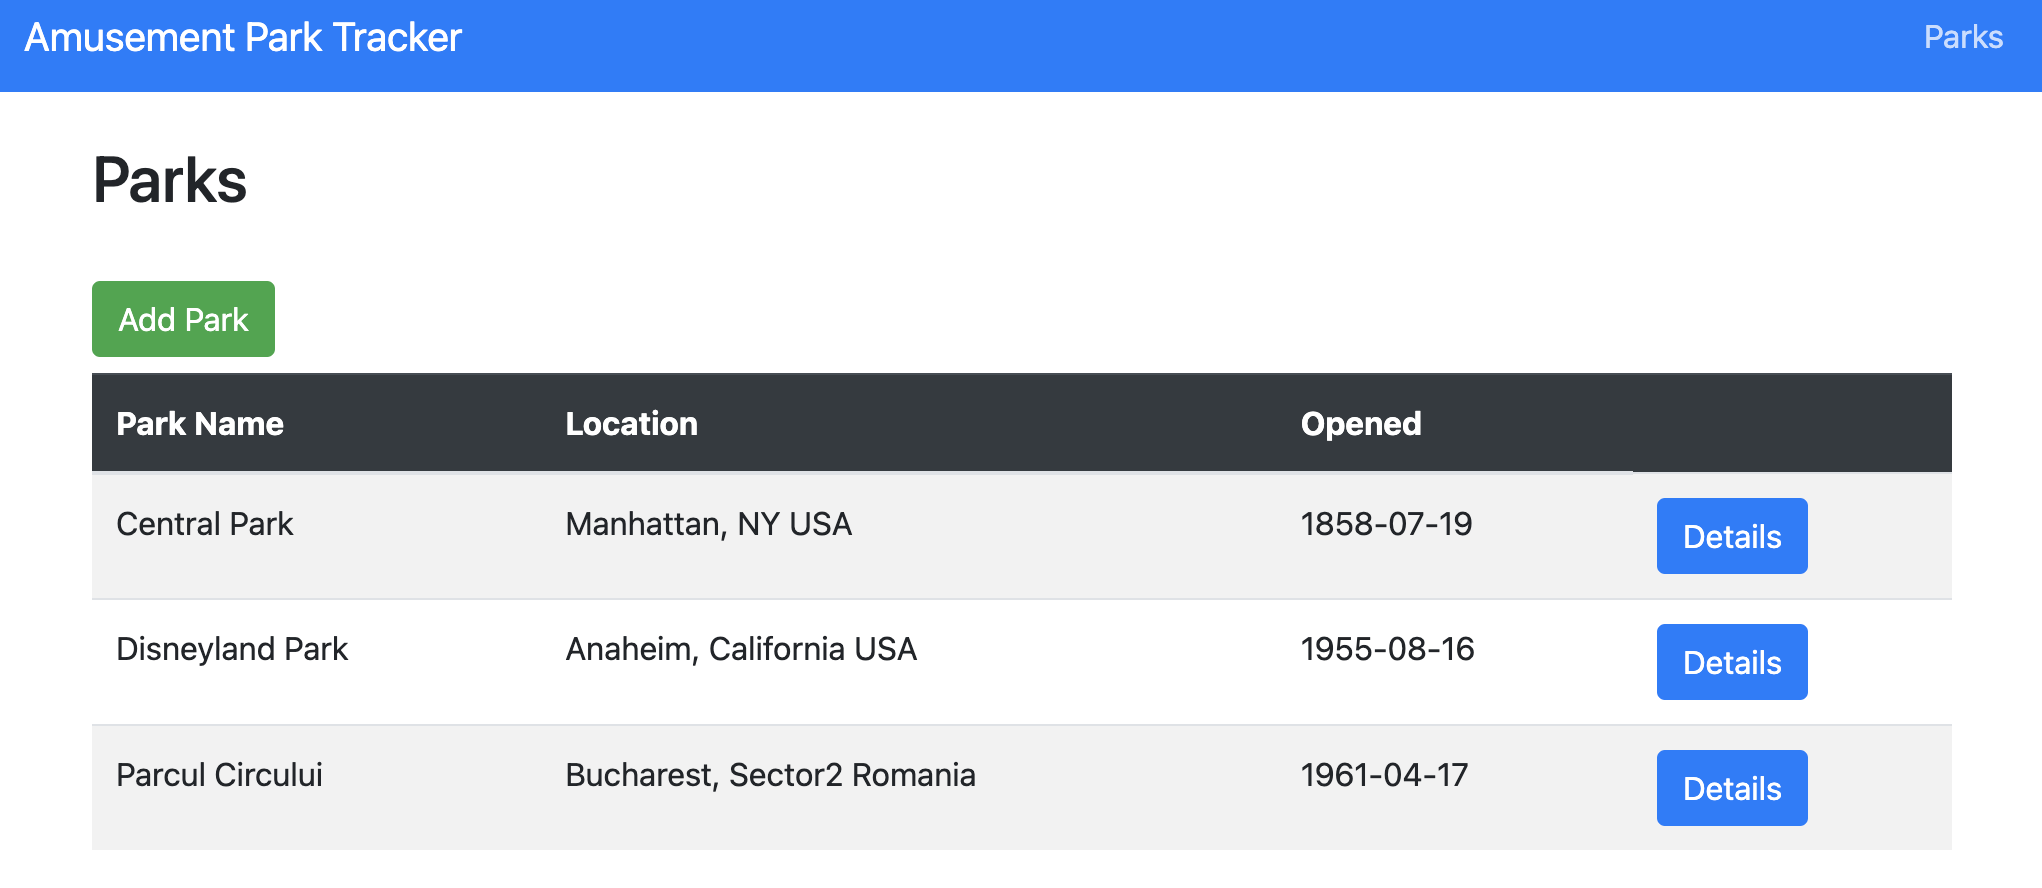 Amusement Park Tracker Parks
Parks
Add Park
Park Name Location Opened
Central Park Manhattan, NY USA 1858-07-19 Details
Disneyland Park Anaheim, California USA 1955-08-16 Details
Parcul Circului Bucharest, Sector2 Romania 1961-04-17 Details